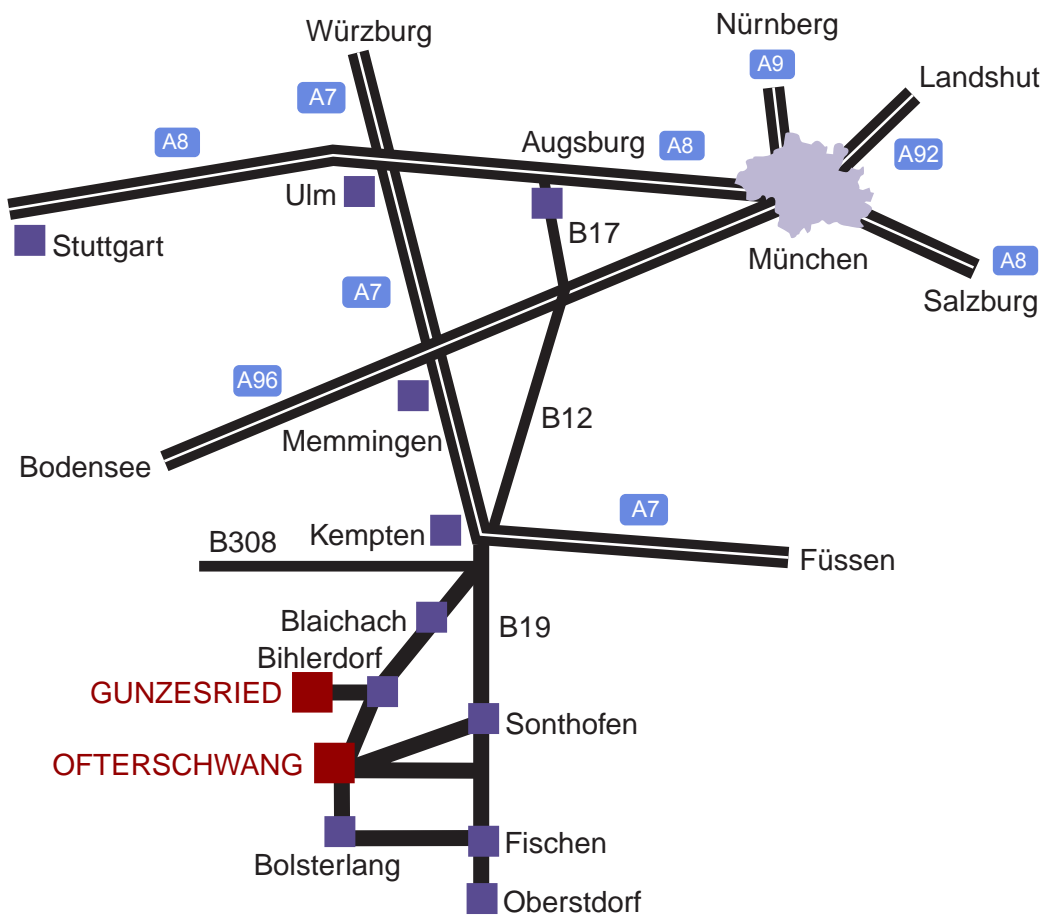 Nürnberg
Würzburg
A9
Landshut
A7
A8
Augsburg
A8
A92
Ulm
B17
Stuttgart
München
A8
A7
Salzburg
A96
B12
Memmingen
Bodensee
A7
Kempten
B308
Füssen
Blaichach
B19
Bihlerdorf
GUNZESRIED
Sonthofen
OFTERSCHWANG
Fischen
Bolsterlang
Oberstdorf